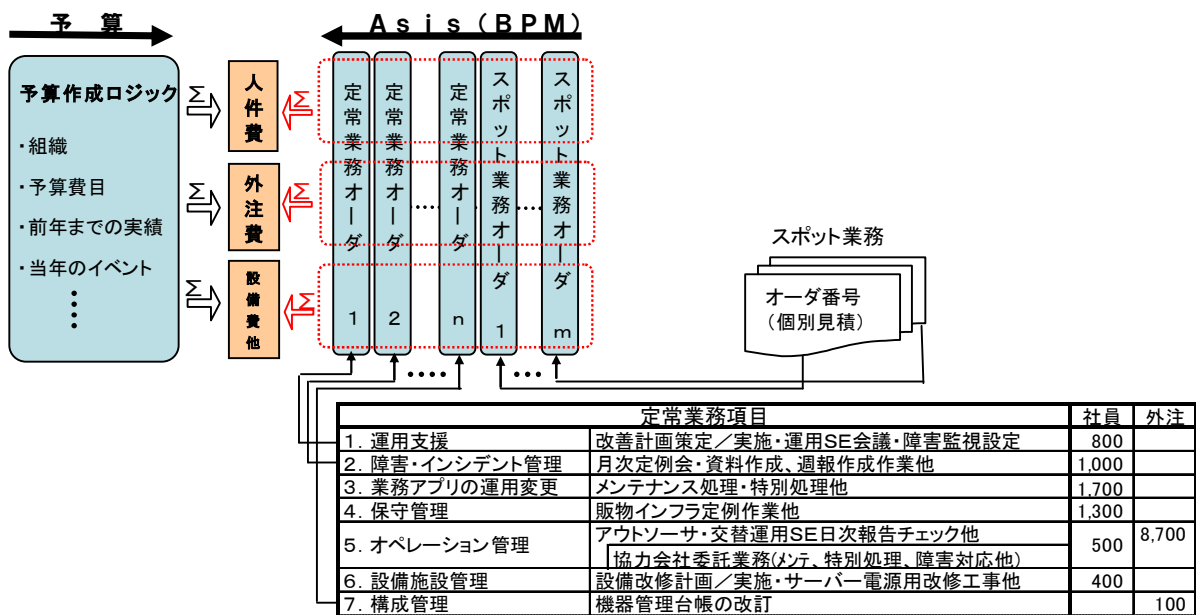 予　算
Asis(BPM)
予算作成ロジック
・組織
・予算費目
・前年までの実績
・当年のイベント
・・・・
Σ
人件費
Σ
Σ
外注費
Σ
Σ
設備費他
Σ
定常業務オーダ 1
定常業務オーダ 2
‥‥‥
定常業務オーダ n
スポット業務オーダ 1
‥‥
スポット業務オーダ m
‥‥
‥‥
スポット業務
オーダ番号
(個別見積)
定常業務項目 社員 外注
1．運用支援 改善計画策定／実施・運用SE会議・障害監視設定 800
2．障害・インシデント管理 月次定例会・資料作成、週報作成作業他 1,000
3．業務アプリの運用変更 メンテナンス処理・特別処理他 1,700
4．保守管理 販物インフラ定例作業他 1,300
5．オペレーション管理 アウトソーサ・交替運用SE日次報告チェック他 500 8,700
協力会社委託業務(メンテ、特別処理、障害対応他)
6．設備施設管理 設備改修計画／実施・サーバー電源用改修工事他 400
7．構成管理 機器管理台帳の改訂 100